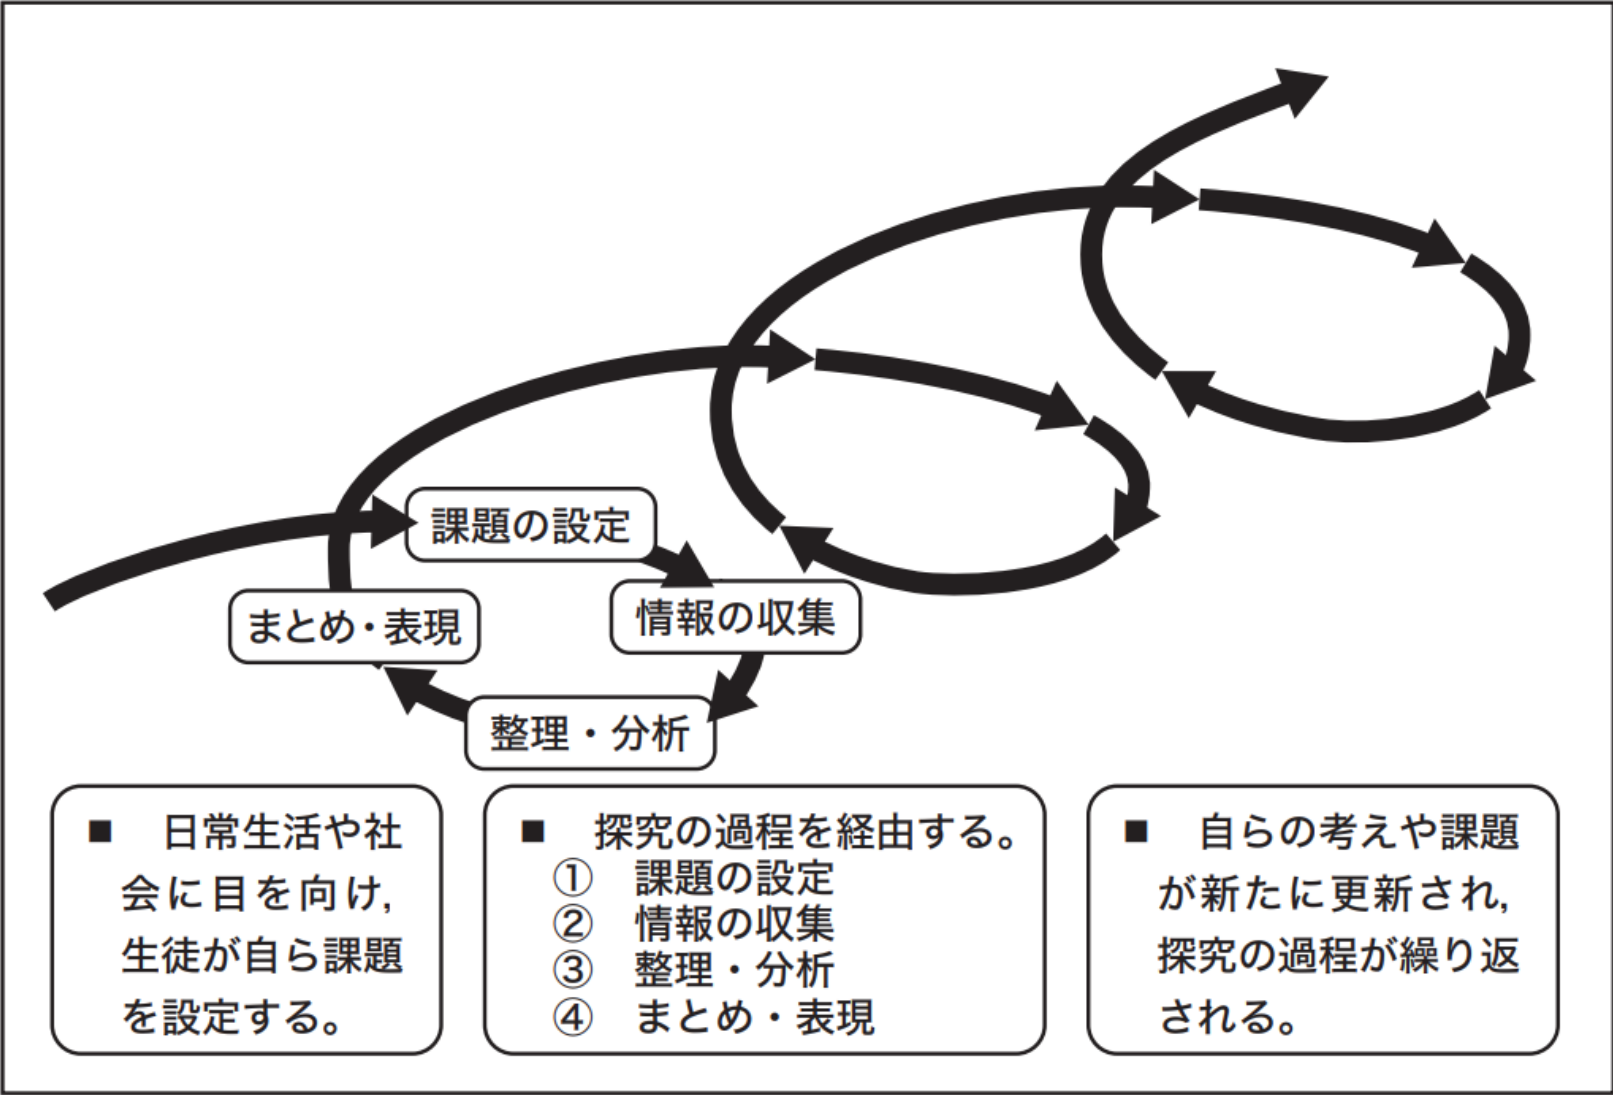 課題の設定
まとめ・表現
情報の収集
整理・分析
■ 日常生活や社
会に目を向け,
生徒が自ら課題
を設定する。
■ 探究の過程を経由する。
① 課題の設定
② 情報の収集
③ 整理・分析
④ まとめ・表現
■ 自らの考えや課題
が新たに更新され,
探究の過程が繰り返
される。